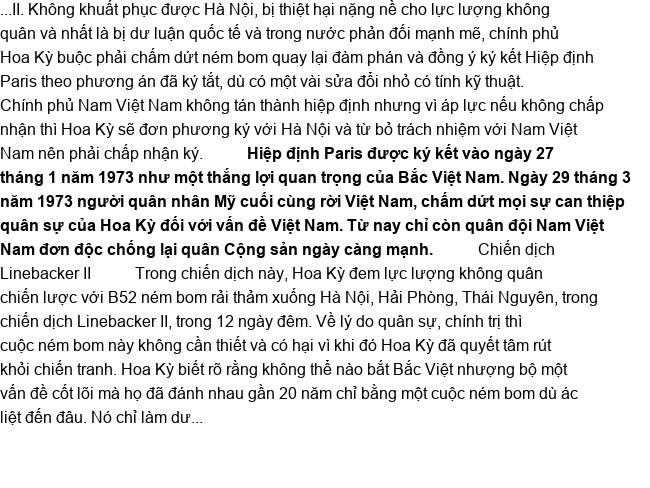 ...II. Không khuất phục được Hà Nội, bị thiệt hại nặng nề cho lực lượng không
quân và nhất là bị dư luận quốc tế và trong nước phản đối mạnh mẽ, chính phủ
Hoa Kỳ buộc phải chấm dứt ném bom quay lại đàm phán và đồng ý ký kết Hiệp định
Paris theo phương án đã ký tắt, dù có một vài sửa đổi nhỏ có tính kỹ thuật.
Chính phủ Nam Việt Nam không tán thành hiệp định nhưng vì áp lực nếu không chấp
nhận thì Hoa Kỳ sẽ đơn phương ký với Hà Nội và từ bỏ trách nhiệm với Nam Việt
Nam nên phải chấp nhận ký. Hiệp định Paris được ký kết vào ngày 27
tháng 1 năm 1973 như một thắng lợi quan trọng của Bắc Việt Nam. Ngày 29 tháng 3
năm 1973 người quân nhân Mỹ cuối cùng rời Việt Nam, chấm dứt mọi sự can thiệp
quân sự của Hoa Kỳ đối với vấn đề Việt Nam. Từ nay chỉ còn quân đội Nam Việt
Nam đơn độc chống lại quân Cộng sản ngày càng mạnh. Chiến dịch
Linebacker II Trong chiến dịch này, Hoa Kỳ đem lực lượng không quân
chiến lược với B52 ném bom rải thảm xuống Hà Nội, Hải Phòng, Thái Nguyên, trong
chiến dịch Linebacker II, trong 12 ngày đêm. Về lý do quân sự, chính trị thì
cuộc ném bom này không cần thiết và có hại vì khi đó Hoa Kỳ đã quyết tâm rút
khỏi chiến tranh. Hoa Kỳ biết rõ rằng không thể nào bắt Bắc Việt nhượng bộ một
vấn đề cốt lõi mà họ đã đánh nhau gần 20 năm chỉ bằng một cuộc ném bom dù ác
liệt đến đâu. Nó chỉ làm dư...